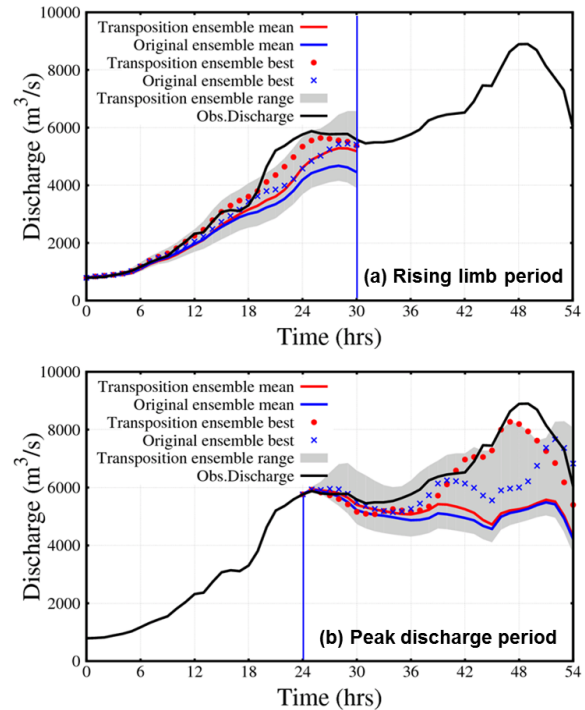 10000
8000
6000
4000
2000
0
Discharge (m³/s)
Transposition ensemble mean
Original ensemble mean
Transposition ensemble best
Original ensemble best
Transposition ensemble range
Obs.Discharge
(a) Rising limb period
0 6 12 18 24 30 36 42 48 54
Time (hrs)
10000
8000
6000
4000
2000
0
Discharge (m³/s)
Transposition ensemble mean
Original ensemble mean
Transposition ensemble best
Original ensemble best
Transposition ensemble range
Obs.Discharge
(b) Peak discharge period
0 6 12 18 24 30 36 42 48 54
Time (hrs)